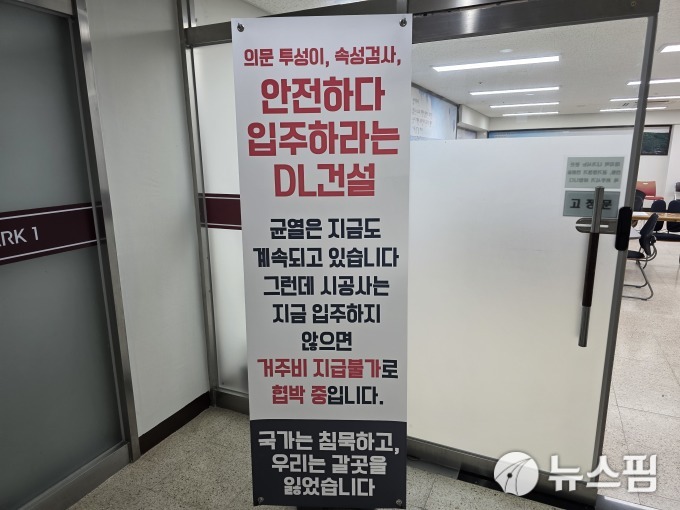 의문 투성이, 속성검사,
안전하다
입주하라는
DL건설
균열은 지금도
계속되고 있습니다
그런데 시공사는
지금 입주하지
않으면
거주비 지급불가로
협박 중입니다.
국가는 침묵하고,
우리는 갈곳을
잃었습니다
ARK 1
고정문
뉴스핌